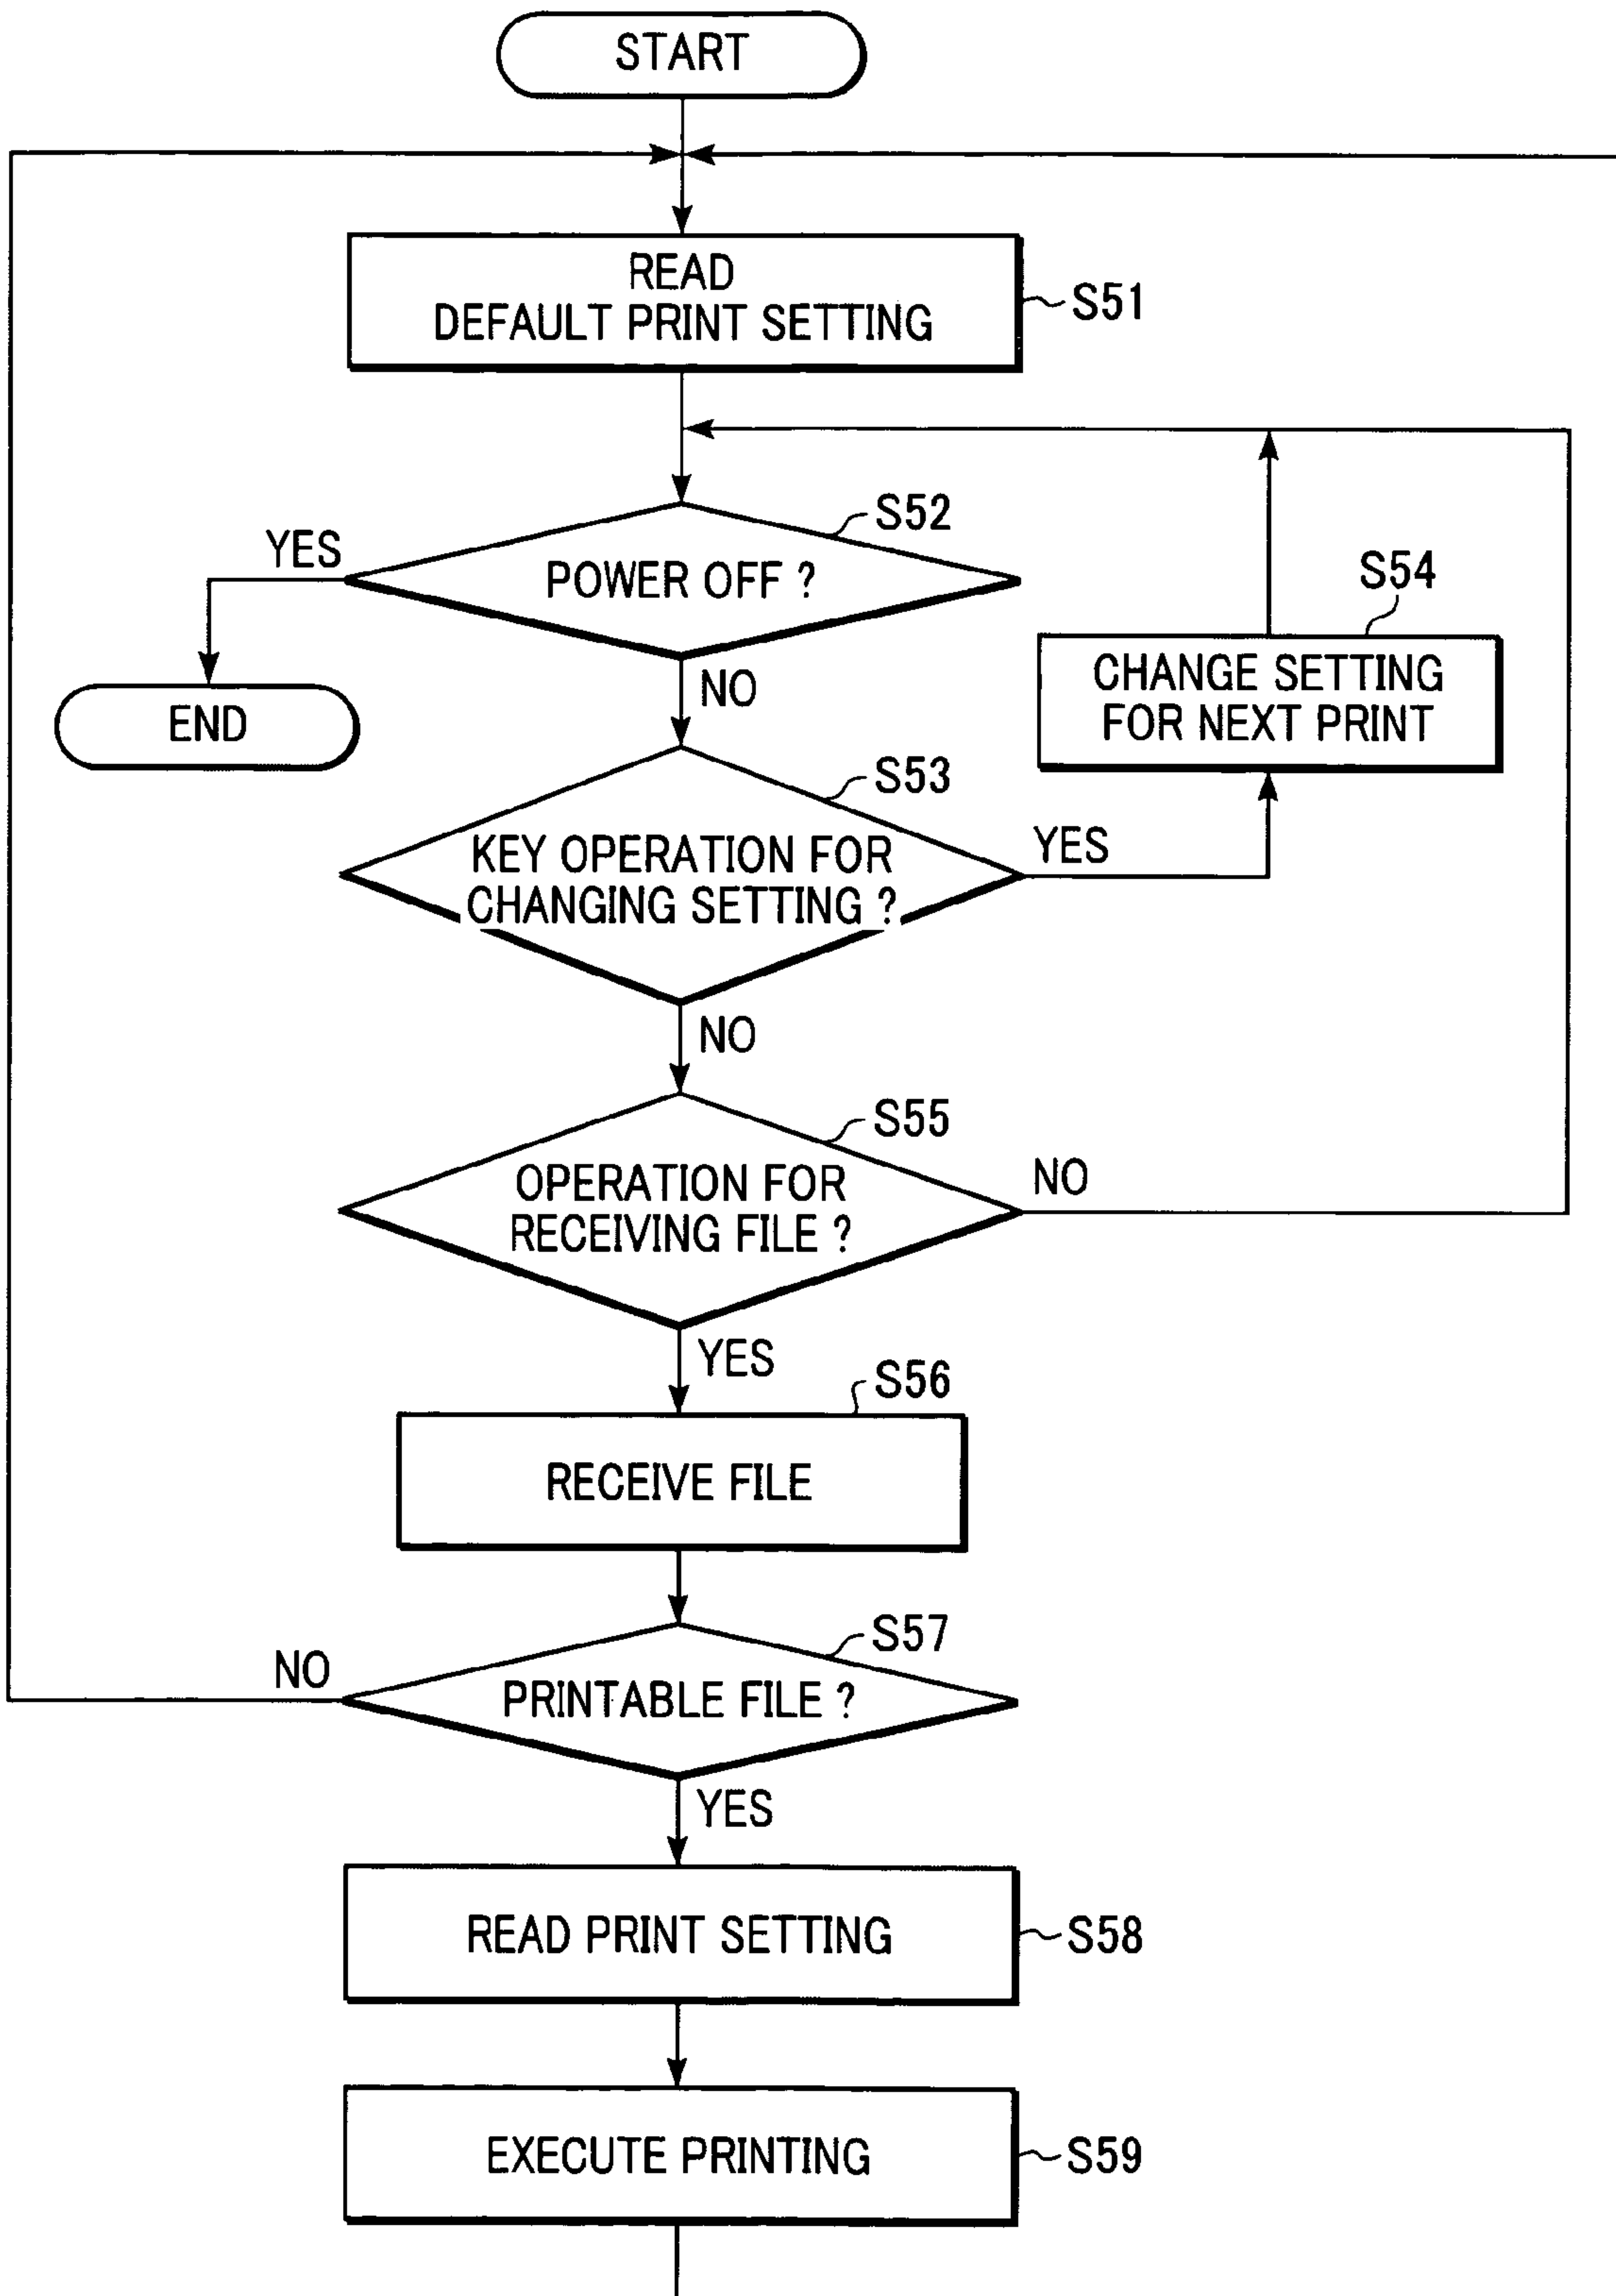 START
READ
DEFAULT PRINT SETTING
S51
S52
YES
POWER OFF ?
S54
NO
CHANGE SETTING
FOR NEXT PRINT
END
S53
KEY OPERATION FOR
CHANGING SETTING ?
YES
NO
S55
OPERATION FOR
RECEIVING FILE ?
NO
YES
S56
RECEIVE FILE
S57
NO
PRINTABLE FILE ?
YES
READ PRINT SETTING
S58
EXECUTE PRINTING
S59